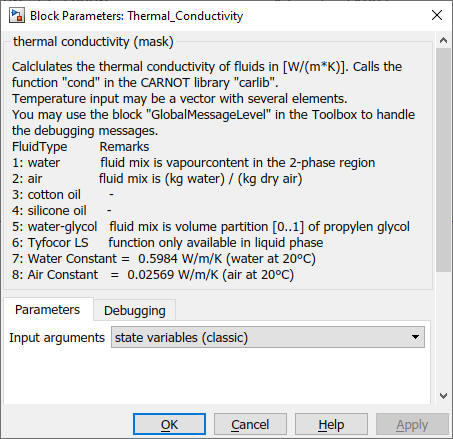 Block Parameters: Thermal_Conductivity
thermal conductivity (mask)
Calclulates the thermal conductivity of fluids in [W/(m*K)]. Calls the
function "cond" in the CARNOT library "carlib".
Temperature input may be a vector with several elements.
You may use the block "GlobalMessageLevel" in the Toolbox to handle
the debugging messages.
FluidType Remarks
1: water fluid mix is vapourcontent in the 2-phase region
2: air fluid mix is (kg water) / (kg dry air)
3: cotton oil -
4: silicone oil -
5: water-glycol fluid mix is volume partition [0..1] of propylen glycol
6: Tyfocor LS function only available in liquid phase
7: Water Constant = 0.5984 W/m/K (water at 20°C)
8: Air Constant = 0.02569 W/m/K (air at 20°C)
Parameters Debugging
Input arguments state variables (classic)
OK Cancel Help Apply